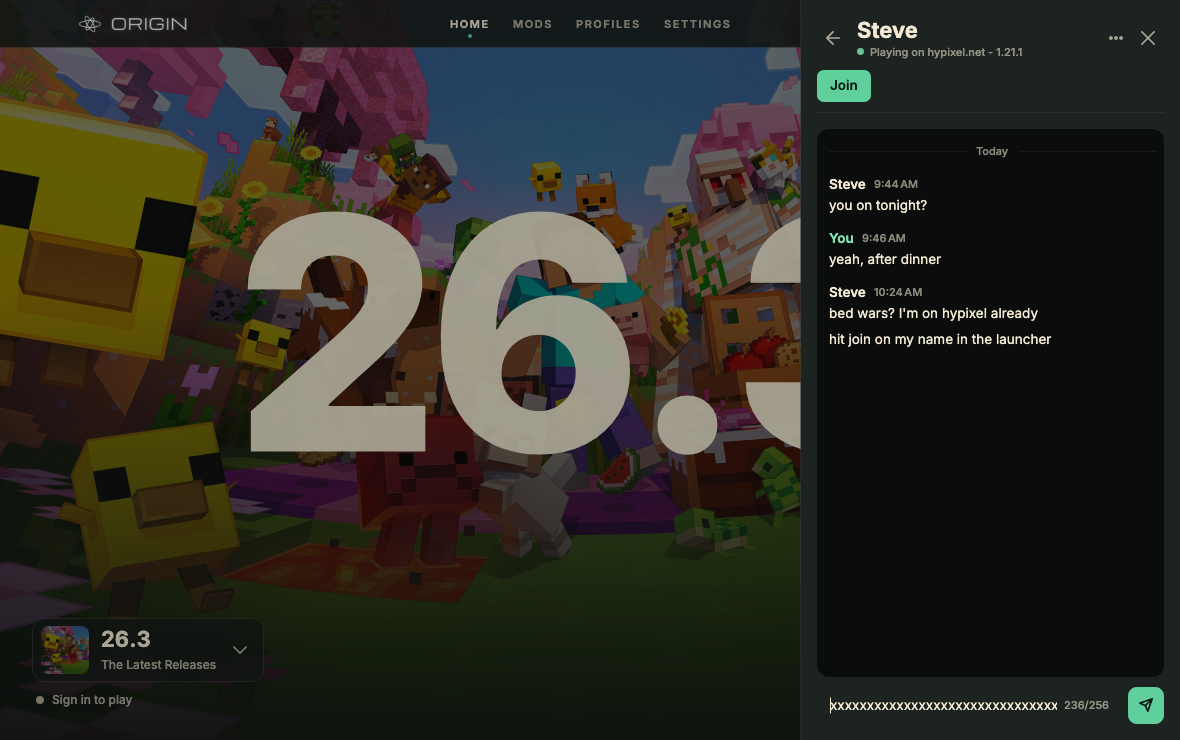 ORIGIN
HOME MODS PROFILES SETTINGS
26.3
26.3
The Latest Releases
Sign in to play
Steve
Playing on hypixel.net - 1.21.1
Join
Today
Steve 9:44 AM
you on tonight?
You 9:46 AM
yeah, after dinner
Steve 10:24 AM
bed wars? I'm on hypixel already
hit join on my name in the launcher
xxxxxxxxxxxxxxxxxxxxxxxxxxxxxxx 236/256